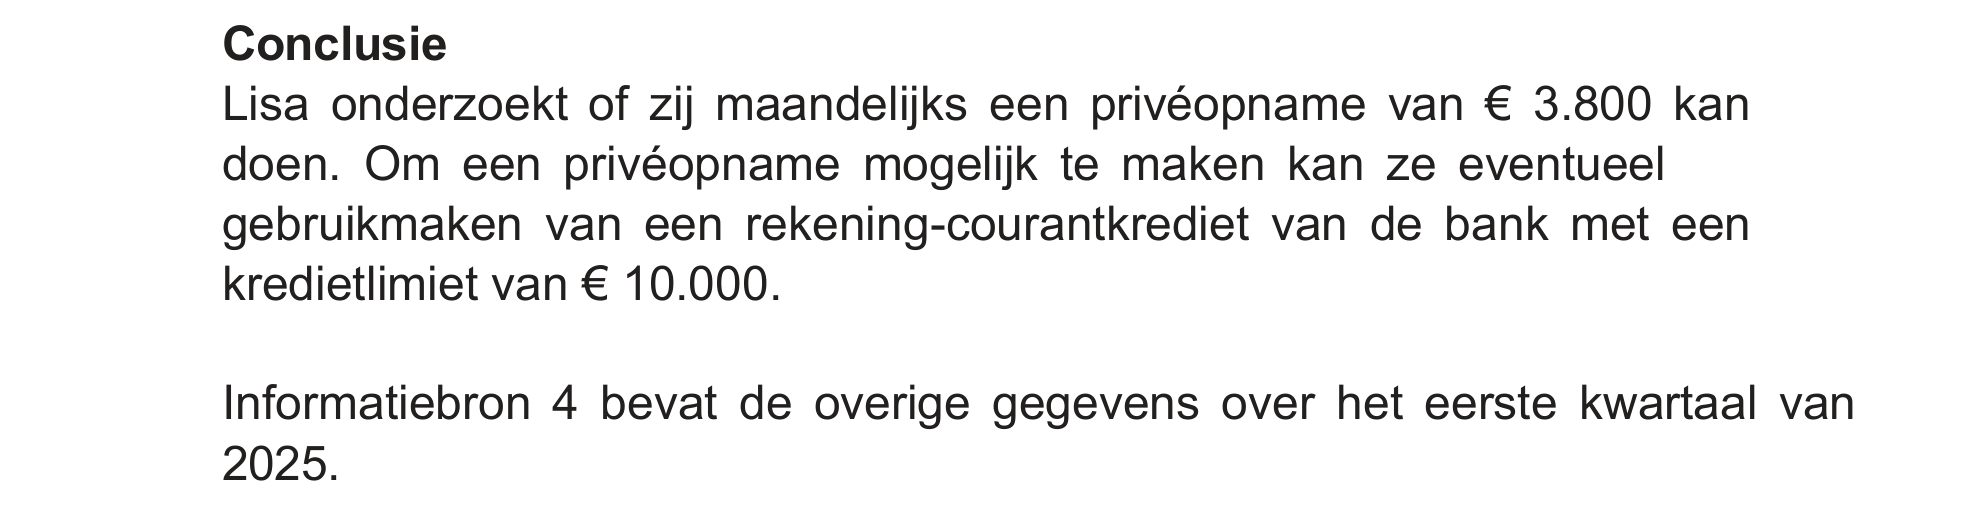 Conclusie
Lisa onderzoekt of zij maandelijks een privéopname van € 3.800 kan
doen. Om een privéopname mogelijk te maken kan ze eventueel
gebruikmaken van een rekening-courantkrediet van de bank met een
kredietlimiet van € 10.000.
Informatiebron 4 bevat de overige gegevens over het eerste kwartaal van
2025.